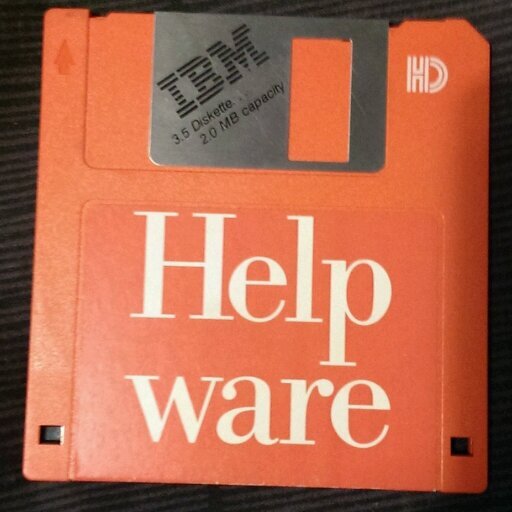 IBM
3.5 Diskette...
2.0 MB capacity
HD
Help
ware